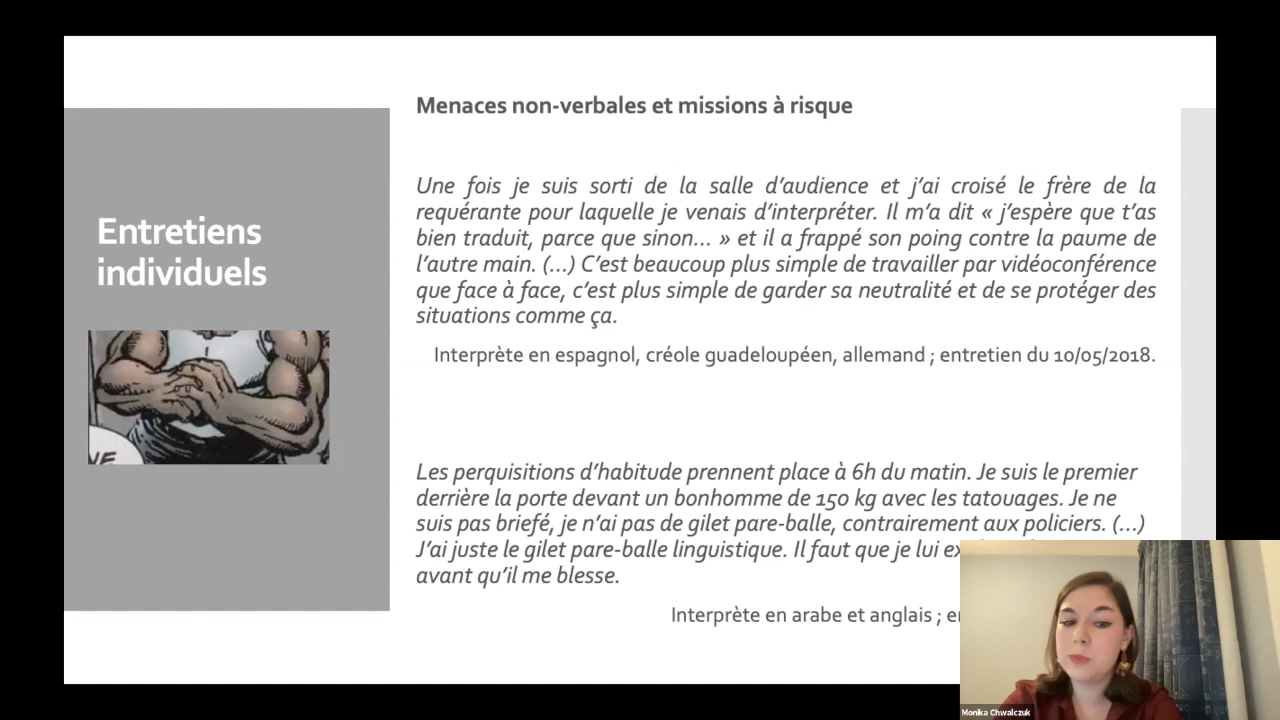 Menaces non-verbales et missions à risque
Entretiens
individuels
Une fois je suis sorti de la salle d’audience et j’ai croisé le frère de la
requérante pour laquelle je venais d’interpréter. Il m’a dit « j’espère que t’as
bien traduit, parce que sinon... » et il a frappé son poing contre la paume de
l’autre main. (...) C’est beaucoup plus simple de travailler par vidéoconférence
que face à face, c’est plus simple de garder sa neutralité et de se protéger des
situations comme ça.
Interprète en espagnol, créole guadeloupéen, allemand ; entretien du 10/05/2018.
Les perquisitions d’habitude prennent place à 6h du matin. Je suis le premier
derrière la porte devant un bonhomme de 150 kg avec les tatouages. Je ne
suis pas briefé, je n’ai pas de gilet pare-balle, contrairement aux policiers. (...)
J’ai juste le gilet pare-balle linguistique. Il faut que je lui
avant qu’il me blesse.
Interprète en arabe et anglais ;
Monika Chwalczuk